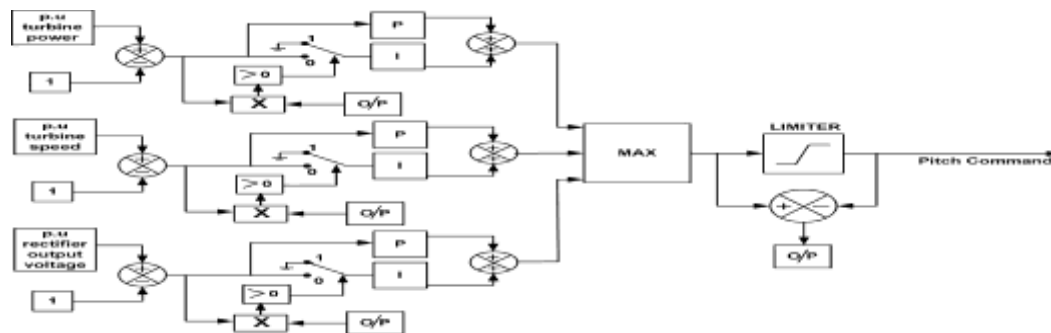 p.u
turbine
power
1
1
0
P
I
> 0
X
O/P
p.u
turbine
speed
1
1
0
P
I
> 0
X
O/P
p.u
rectifier
output
voltage
1
1
0
P
I
> 0
X
O/P
MAX
LIMITER
Pitch Command
O/P